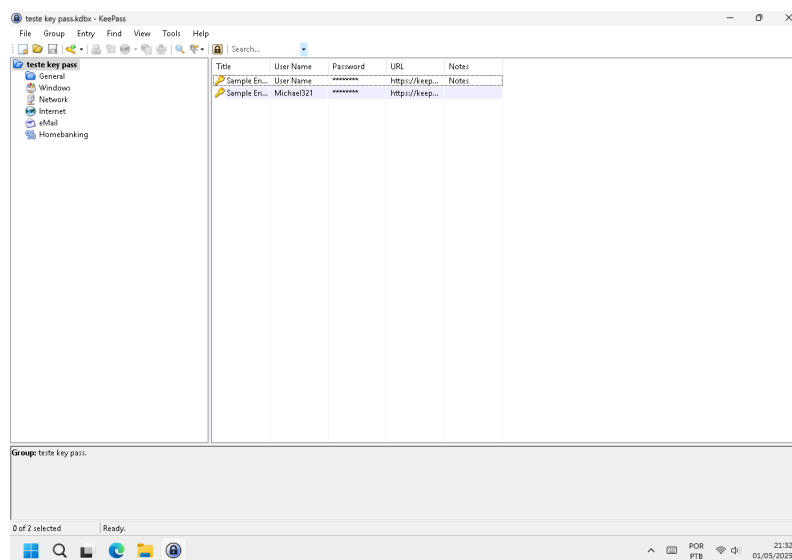 teste key pass.kdbx - KeePass
File Group Entry Find View Tools Help
Search...
teste key pass
General
Windows
Network
Internet
eMail
Homebanking
Title User Name Password URL Notes
Sample En... User Name ******** https://keep... Notes
Sample En... Michael321 ******** https://keep...
Group: teste key pass.
0 of 2 selected Ready.
POR
PTB
21:32
01/05/2025